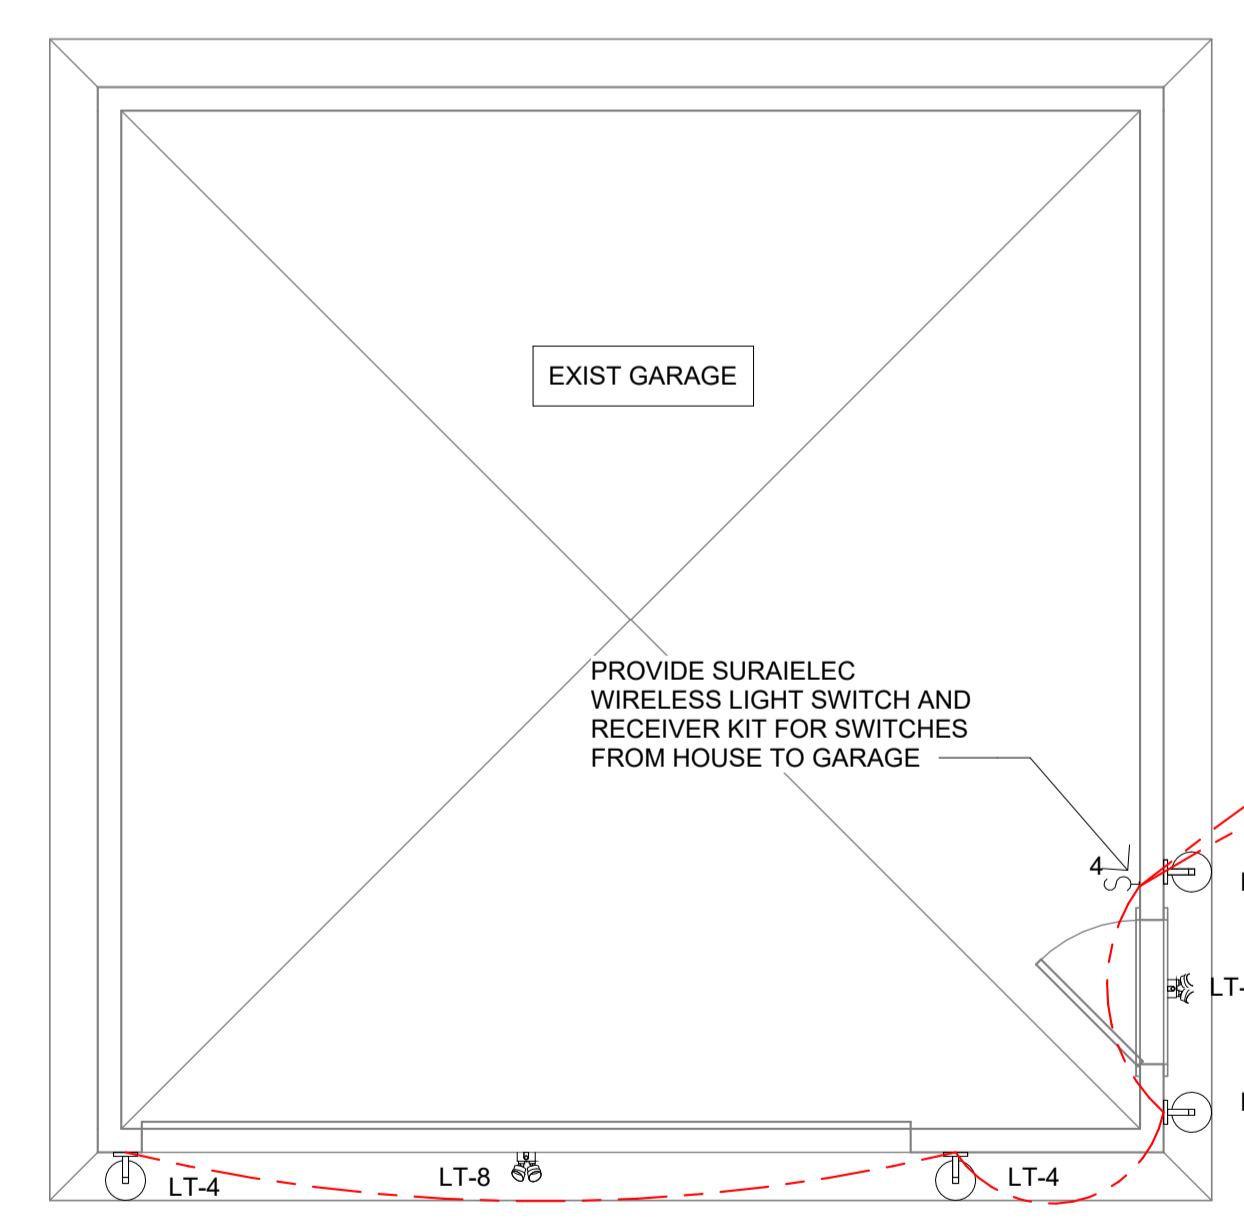 EXIST GARAGE
PROVIDE SURAIELEC
WIRELESS LIGHT SWITCH AND
RECEIVER KIT FOR SWITCHES
FROM HOUSE TO GARAGE
4
S
LT-
LT-4
LT-8
LT-4